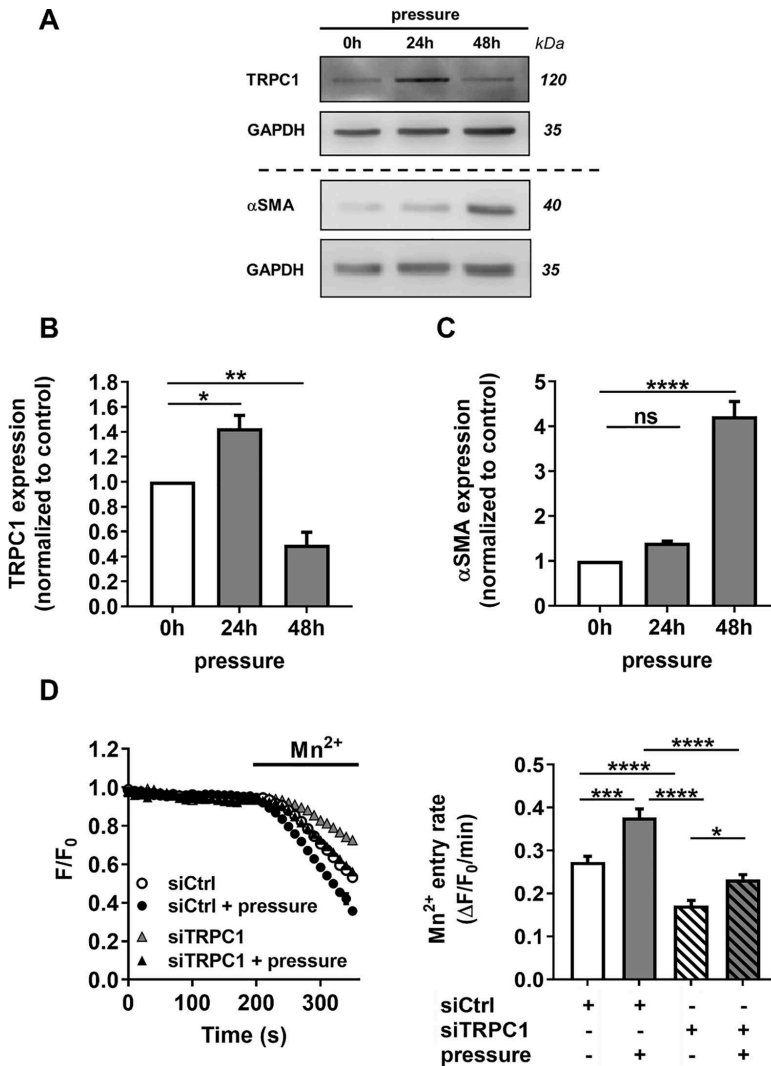 A
pressure
0h 24h 48h kDa
TRPC1 120
GAPDH 35
αSMA 40
GAPDH 35
B
TRPC1 expression
(normalized to control)
1.8
1.6
1.4
1.2
1.0
0.8
0.6
0.4
0.2
0.0
**
*
0h 24h 48h
pressure
C
αSMA expression
(normalized to control)
5
4
3
2
1
0
****
ns
0h 24h 48h
pressure
D
F/F0
1.2
1.0
0.8
0.6
0.4
0.2
0.0
Mn2+
siCtrl
siCtrl + pressure
siTRPC1
siTRPC1 + pressure
0 100 200 300
Time (s)
Mn2+ entry rate
(ΔF/F0/min)
0.5
0.4
0.3
0.2
0.1
0.0
****
****
*** ****
*
siCtrl + + - -
siTRPC1 - - + +
pressure - + - +